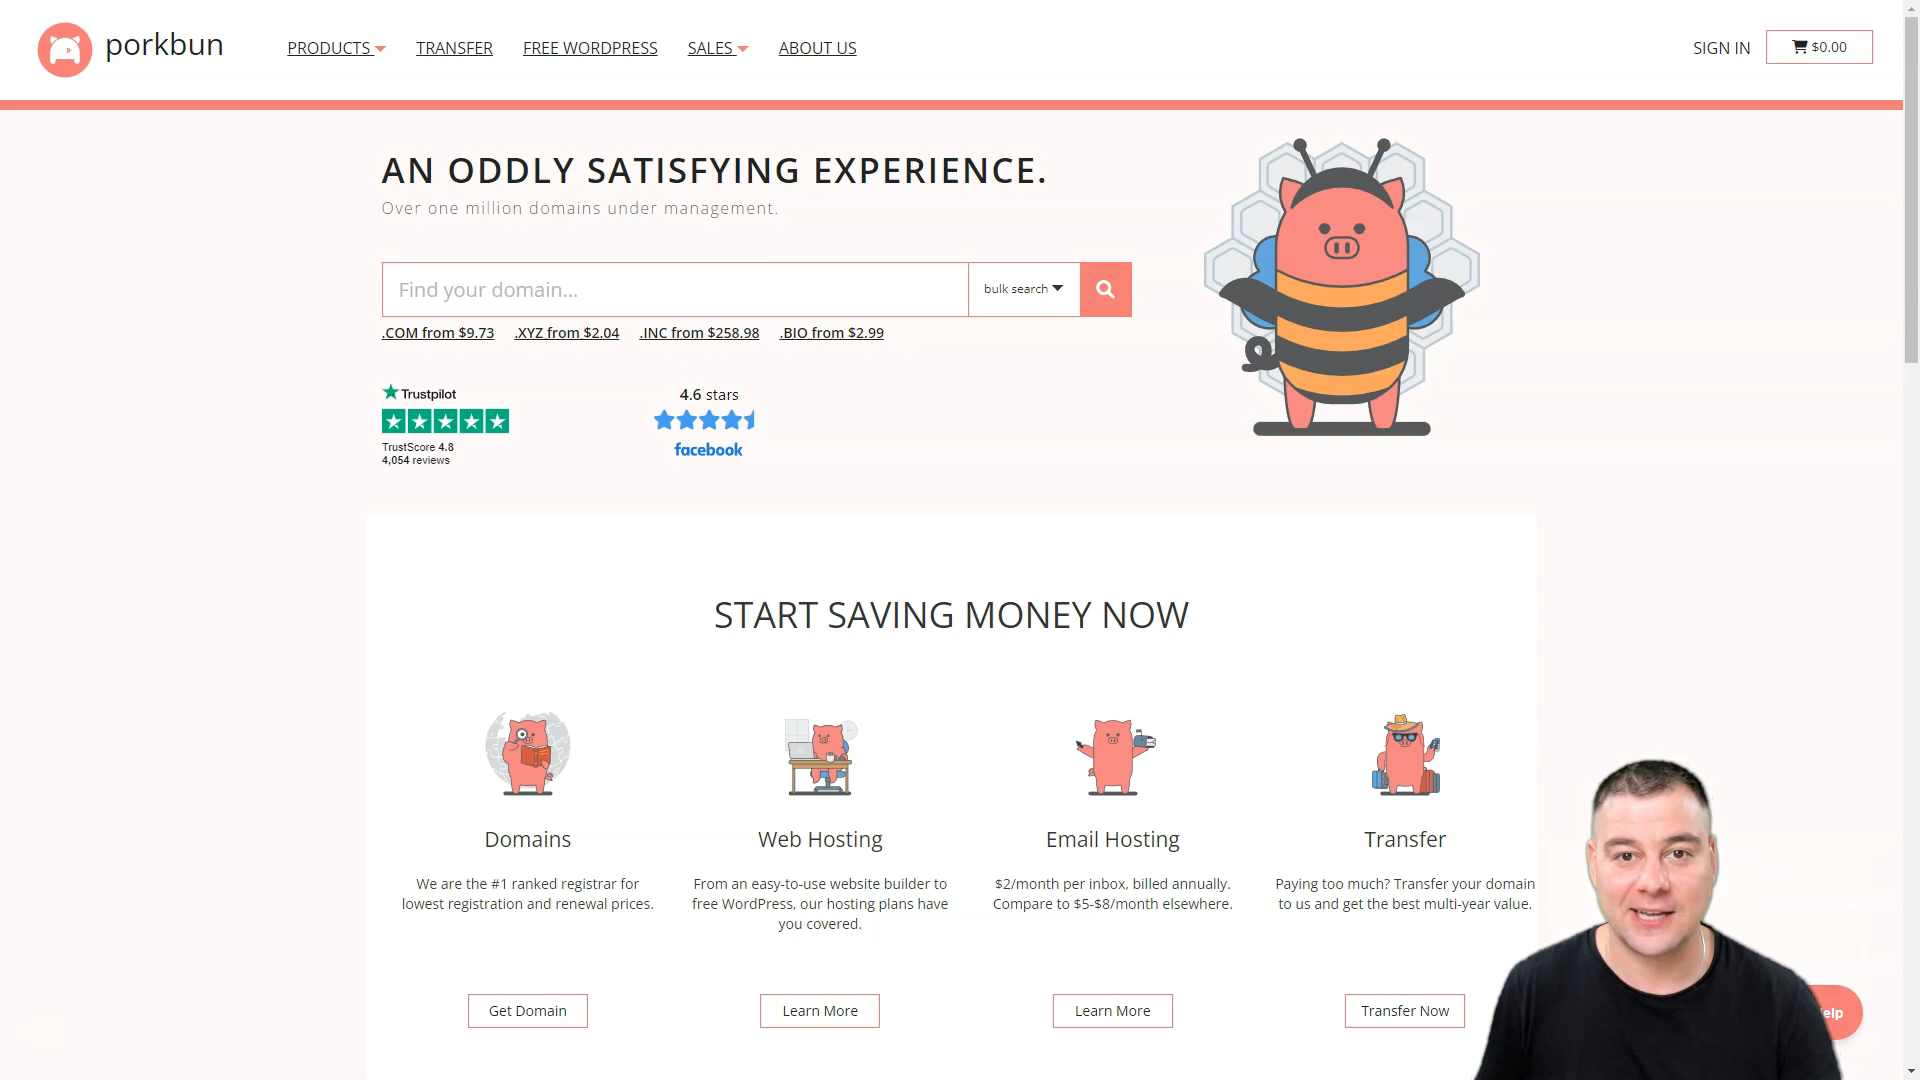 porkbun
PRODUCTS
TRANSFER
FREE WORDPRESS
SALES
ABOUT US
SIGN IN
$0.00
AN ODDLY SATISFYING EXPERIENCE.
Over one million domains under management.
Find your domain...
bulk search
.COM from $9.73
.XYZ from $2.04
.INC from $258.98
.BIO from $2.99
Trustpilot
TrustScore 4.8
4,054 reviews
4.6 stars
facebook
START SAVING MONEY NOW
Domains
We are the #1 ranked registrar for
lowest registration and renewal prices.
Get Domain
Web Hosting
From an easy-to-use website builder to
free WordPress, our hosting plans have
you covered.
Learn More
Email Hosting
$2/month per inbox, billed annually.
Compare to $5-$8/month elsewhere.
Learn More
Transfer
Paying too much? Transfer your domain
to us and get the best multi-year value.
Transfer Now